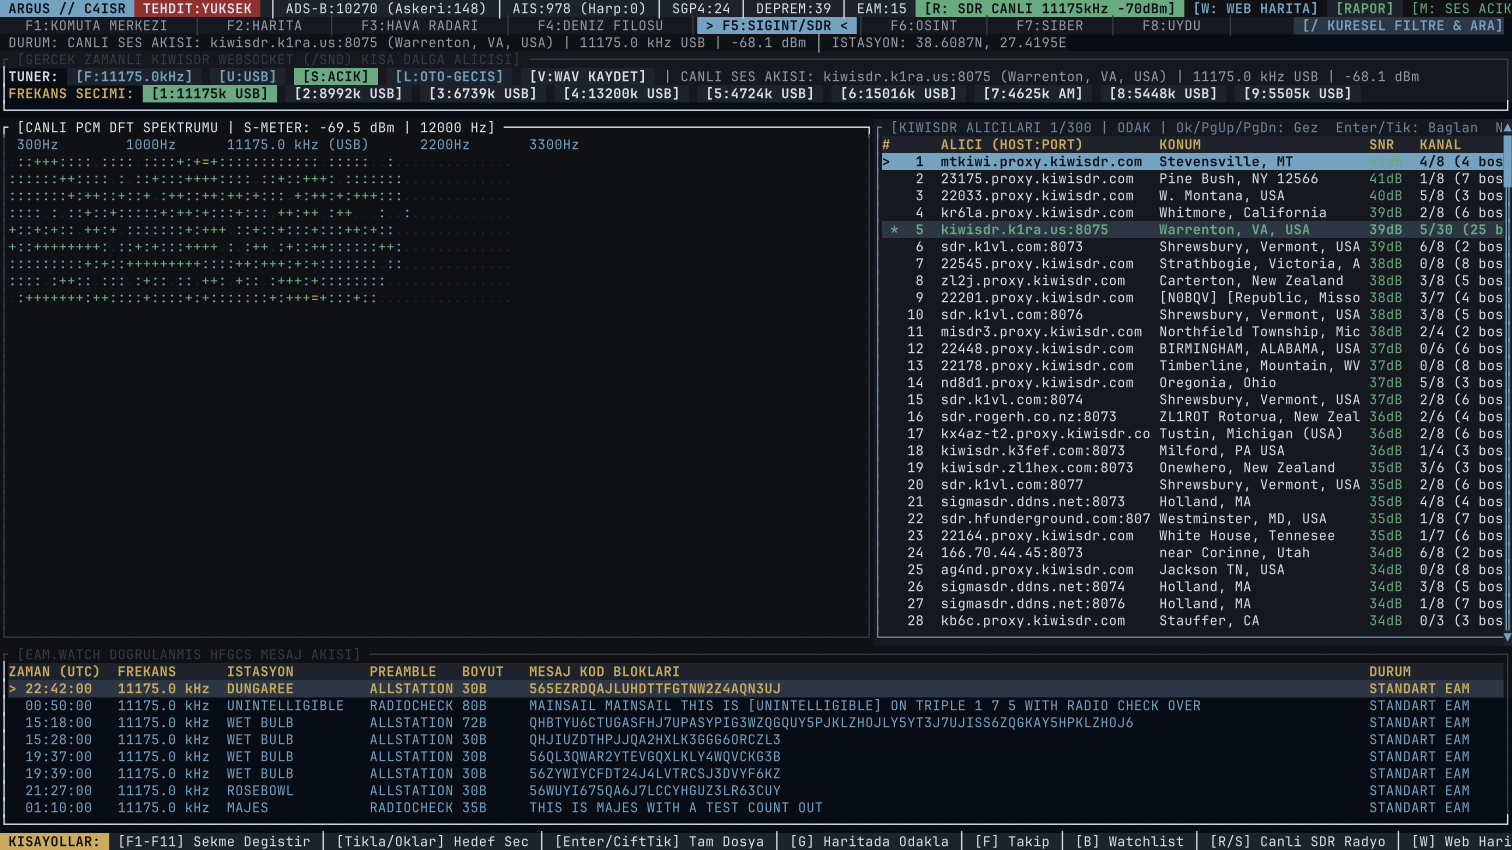 ARGUS // C4ISR TEHDIT:YUKSEK | ADS-B:10270 (Askeri:148) | AIS:978 (Harp:0) | SGP4:24 | DEPREM:39 | EAM:15 [R: SDR CANLI 11175kHz -70dBm] [W: WEB HARITA] [RAPOR] [M: SES ACIK
F1:KOMUTA MERKEZI | F2:HARITA | F3:HAVA RADARI | F4:DENIZ FILOSU | > F5:SIGINT/SDR < | F6:OSINT | F7:SIBER | F8:UYDU | [/ KURESEL FILTRE & ARA]
DURUM: CANLI SES AKISI: kiwisdr.k1ra.us:8075 (Warrenton, VA, USA) | 11175.0 kHz USB | -68.1 dBm | ISTASYON: 38.6087N, 27.4195E
[GERCEK ZAMANLI KIWISDR WEBSOCKET (/SND) KISA DALGA ALICISI]
TUNER: [F:11175.0kHz] [U:USB] [S:ACIK] [L:OTO-GECIS] [V:WAV KAYDET] | CANLI SES AKISI: kiwisdr.k1ra.us:8075 (Warrenton, VA, USA) | 11175.0 kHz USB | -68.1 dBm
FREKANS SECIMI: [1:11175k USB] [2:8992k USB] [3:6739k USB] [4:13200k USB] [5:4724k USB] [6:15016k USB] [7:4625k AM] [8:5448k USB] [9:5505k USB]
[CANLI PCM DFT SPEKTRUMU | S-METER: -69.5 dBm | 12000 Hz]
300Hz 1000Hz 11175.0 kHz (USB) 2200Hz 3300Hz
[KIWISDR ALICILARI 1/300 | ODAK | Ok/PgUp/PgDn: Gez Enter/Tik: Baglan N
# ALICI (HOST:PORT) KONUM SNR KANAL
> 1 mtkiwi.proxy.kiwisdr.com Stevensville, MT 4/8 (4 bos
2 23175.proxy.kiwisdr.com Pine Bush, NY 12566 41dB 1/8 (7 bos
3 22033.proxy.kiwisdr.com W. Montana, USA 40dB 5/8 (3 bos
4 kr6la.proxy.kiwisdr.com Whitmore, California 39dB 2/8 (6 bos
* 5 kiwisdr.k1ra.us:8075 Warrenton, VA, USA 39dB 5/30 (25 b
6 sdr.k1vl.com:8073 Shrewsbury, Vermont, USA 39dB 6/8 (2 bos
7 22545.proxy.kiwisdr.com Strathbogie, Victoria, A 38dB 0/8 (8 bos
8 zl2j.proxy.kiwisdr.com Carterton, New Zealand 38dB 3/8 (5 bos
9 22201.proxy.kiwisdr.com [N0BQV] [Republic, Misso 38dB 3/7 (4 bos
10 sdr.k1vl.com:8076 Shrewsbury, Vermont, USA 38dB 3/8 (5 bos
11 misdr3.proxy.kiwisdr.com Northfield Township, Mic 38dB 2/4 (2 bos
12 22448.proxy.kiwisdr.com BIRMINGHAM, ALABAMA, USA 37dB 0/6 (6 bos
13 22178.proxy.kiwisdr.com Timberline, Mountain, WV 37dB 0/8 (8 bos
14 nd8d1.proxy.kiwisdr.com Oregonia, Ohio 37dB 5/8 (3 bos
15 sdr.k1vl.com:8074 Shrewsbury, Vermont, USA 37dB 2/8 (6 bos
16 sdr.rogerh.co.nz:8073 ZL1ROT Rotorua, New Zeal 36dB 2/6 (4 bos
17 kx4az-t2.proxy.kiwisdr.co Tustin, Michigan (USA) 36dB 2/8 (6 bos
18 kiwisdr.k3fef.com:8073 Milford, PA USA 36dB 1/4 (3 bos
19 kiwisdr.zl1hex.com:8073 Onewhero, New Zealand 35dB 3/6 (3 bos
20 sdr.k1vl.com:8077 Shrewsbury, Vermont, USA 35dB 2/8 (6 bos
21 sigmasdr.ddns.net:8073 Holland, MA 35dB 4/8 (4 bos
22 sdr.hfunderground.com:807 Westminster, MD, USA 35dB 1/8 (7 bos
23 22164.proxy.kiwisdr.com White House, Tennesee 35dB 1/7 (6 bos
24 166.70.44.45:8073 near Corinne, Utah 34dB 6/8 (2 bos
25 ag4nd.proxy.kiwisdr.com Jackson TN, USA 34dB 0/8 (8 bos
26 sigmasdr.ddns.net:8074 Holland, MA 34dB 3/8 (5 bos
27 sigmasdr.ddns.net:8076 Holland, MA 34dB 1/8 (7 bos
28 kb6c.proxy.kiwisdr.com Stauffer, CA 34dB 0/3 (3 bos
[EAM.WATCH DOGRULANMIS HFGCS MESAJ AKISI]
ZAMAN (UTC) FREKANS ISTASYON PREAMBLE BOYUT MESAJ KOD BLOKLARI DURUM
> 22:42:00 11175.0 kHz DUNGAREE ALLSTATION 30B 565EZRDQAJLUHDTTFGTNW2Z4AQN3UJ STANDART EAM
00:50:00 11175.0 kHz UNINTELLIGIBLE RADIOCHECK 80B MAINSAIL MAINSAIL THIS IS [UNINTELLIGIBLE] ON TRIPLE 1 7 5 WITH RADIO CHECK OVER STANDART EAM
15:18:00 11175.0 kHz WET BULB ALLSTATION 72B QHBTYU6CTUGASFHJ7UPASYPIG3WZQGQUY5PJKLZHOJLY5YT3J7UJISS6ZQGKAY5HPKLZHOJ6 STANDART EAM
15:28:00 11175.0 kHz WET BULB ALLSTATION 30B QHJIUZDTHPJJQA2HXLK3GGG6ORCZL3 STANDART EAM
19:37:00 11175.0 kHz WET BULB ALLSTATION 30B 56QL3QWAR2YTEVGQXLKLY4WQVCKG3B STANDART EAM
19:39:00 11175.0 kHz WET BULB ALLSTATION 30B 56ZYWIYCFDT24J4LVTRCSJ3DVYF6KZ STANDART EAM
21:27:00 11175.0 kHz ROSEBOWL ALLSTATION 30B 56WUYI675QA6J7LCCYHGUZ3LR63CUY STANDART EAM
01:10:00 11175.0 kHz MAJES RADIOCHECK 35B THIS IS MAJES WITH A TEST COUNT OUT STANDART EAM
KISAYOLLAR: [F1-F11] Sekme Degistir | [Tikla/Oklar] Hedef Sec | [Enter/CiftTik] Tam Dosya | [G] Haritada Odakla | [F] Takip | [B] Watchlist | [R/S] Canli SDR Radyo | [W] Web Hari